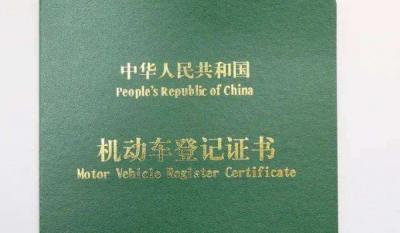 中华人民共和国
People's Republic of China
机动车登记证书
Motor Vehicle Register Certificate